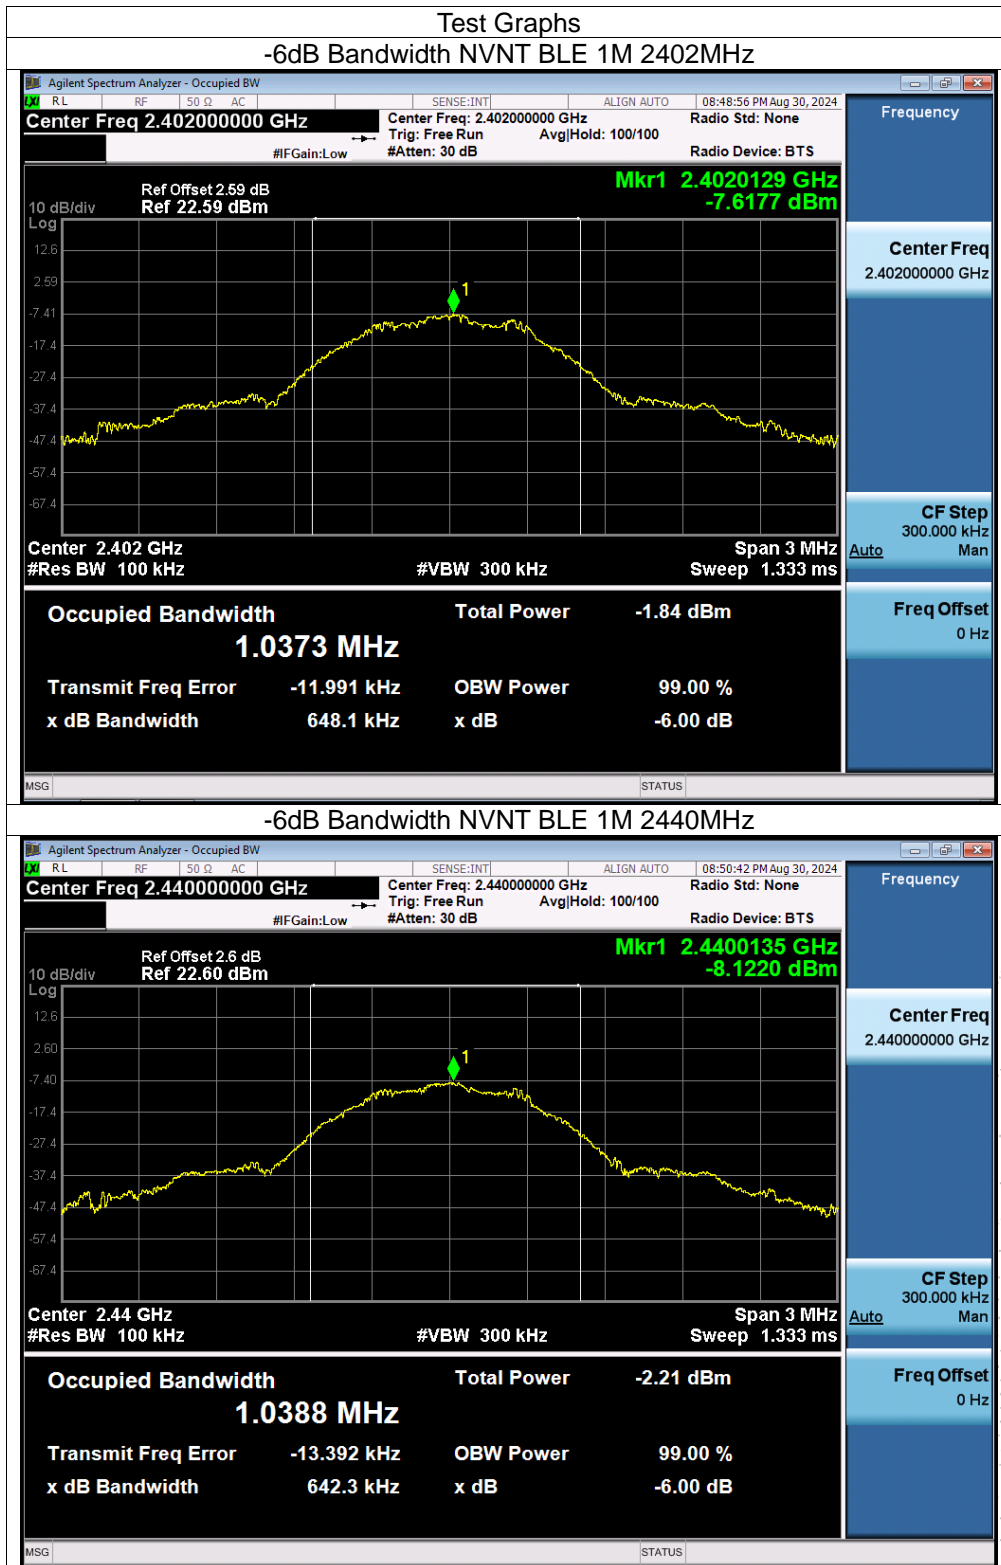 Test Graphs
-6dB Bandwidth NVNT BLE 1M 2402MHz
Agilent Spectrum Analyzer - Occupied BW
LXI RL RF 50 Ω AC SENSE:INT ALIGN AUTO 08:48:56 PM Aug 30, 2024
Center Freq 2.402000000 GHz
Center Freq: 2.402000000 GHz
Radio Std: None
Trig: Free Run Avg|Hold: 100/100
#IFGain:Low #Atten: 30 dB Radio Device: BTS
Frequency
Mkr1 2.4020129 GHz
-7.6177 dBm
Ref Offset 2.59 dB
10 dB/div Ref 22.59 dBm
Log
12.6
2.59
-7.41
-17.4
-27.4
-37.4
-47.4
-57.4
-67.4
1
Center Freq
2.402000000 GHz
CF Step
300.000 kHz
Auto Man
Center 2.402 GHz Span 3 MHz
#Res BW 100 kHz #VBW 300 kHz Sweep 1.333 ms
Freq Offset
0 Hz
Occupied Bandwidth Total Power -1.84 dBm
1.0373 MHz
Transmit Freq Error -11.991 kHz OBW Power 99.00 %
x dB Bandwidth 648.1 kHz x dB -6.00 dB
MSG STATUS
-6dB Bandwidth NVNT BLE 1M 2440MHz
Agilent Spectrum Analyzer - Occupied BW
LXI RL RF 50 Ω AC SENSE:INT ALIGN AUTO 08:50:42 PM Aug 30, 2024
Center Freq 2.440000000 GHz
Center Freq: 2.440000000 GHz
Radio Std: None
Trig: Free Run Avg|Hold: 100/100
#IFGain:Low #Atten: 30 dB Radio Device: BTS
Frequency
Mkr1 2.4400135 GHz
-8.1220 dBm
Ref Offset 2.6 dB
10 dB/div Ref 22.60 dBm
Log
12.6
2.60
-7.40
-17.4
-27.4
-37.4
-47.4
-57.4
-67.4
1
Center Freq
2.440000000 GHz
CF Step
300.000 kHz
Auto Man
Center 2.44 GHz Span 3 MHz
#Res BW 100 kHz #VBW 300 kHz Sweep 1.333 ms
Freq Offset
0 Hz
Occupied Bandwidth Total Power -2.21 dBm
1.0388 MHz
Transmit Freq Error -13.392 kHz OBW Power 99.00 %
x dB Bandwidth 642.3 kHz x dB -6.00 dB
MSG STATUS